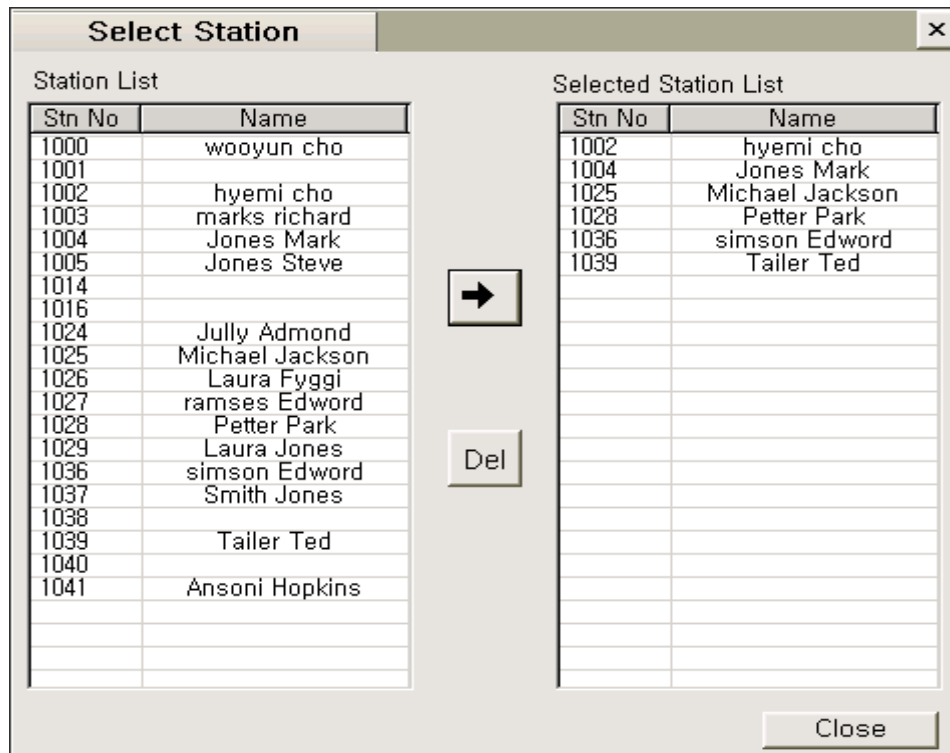 Select Station
×
Station List
Stn No Name
1000 wooyun cho
1001
1002 hyemi cho
1003 marks richard
1004 Jones Mark
1005 Jones Steve
1014
1016
1024 Jully Admond
1025 Michael Jackson
1026 Laura Fyggi
1027 ramses Edword
1028 Petter Park
1029 Laura Jones
1036 simson Edword
1037 Smith Jones
1038
1039 Tailer Ted
1040
1041 Ansoni Hopkins
Del
Selected Station List
Stn No Name
1002 hyemi cho
1004 Jones Mark
1025 Michael Jackson
1028 Petter Park
1036 simson Edword
1039 Tailer Ted
Close